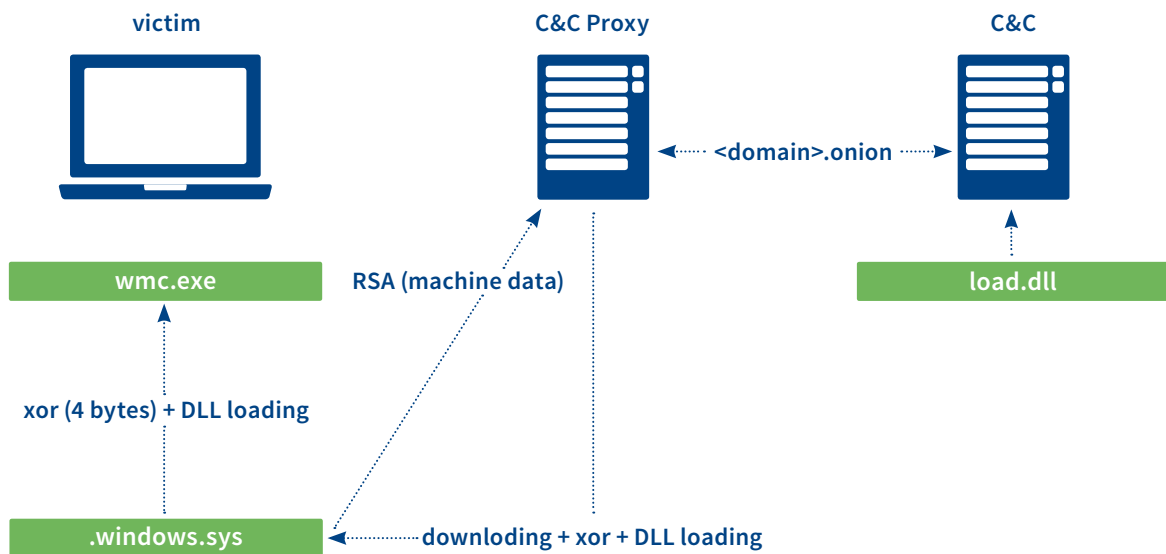 victim
C&C Proxy
C&C
<domain>.onion
wmc.exe
RSA (machine data)
load.dll
xor (4 bytes) + DLL loading
.windows.sys
downloding + xor + DLL loading